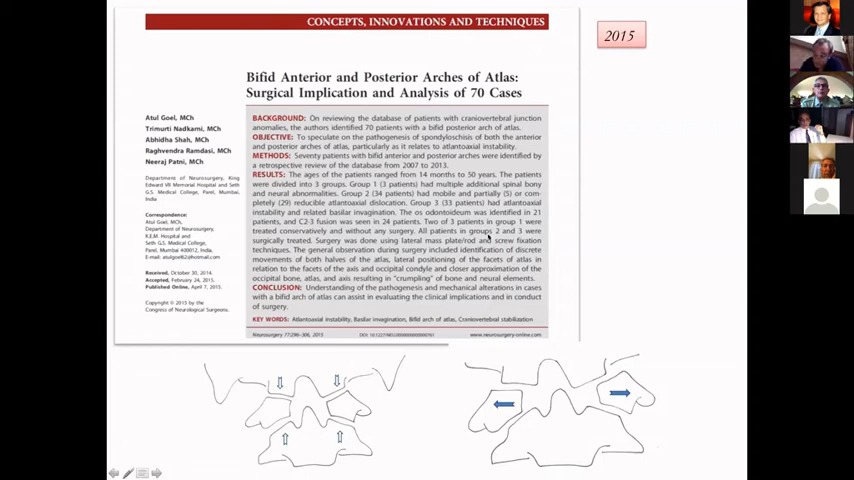 CONCEPTS, INNOVATIONS AND TECHNIQUES
2015
Bifid Anterior and Posterior Arches of Atlas:
Surgical Implication and Analysis of 70 Cases
Atul Goel, MCh
Trimurti Nadkarni, MCh
Abhidha Shah, MCh
Raghvendra Ramdasi, MCh
Neeraj Patni, MCh
Department of Neurosurgery, King
Edward VII Memorial Hospital and Seth
G.S. Medical College, Parel, Mumbai,
India
Correspondence:
Atul Goel, MCh,
Department of Neurosurgery,
K.E.M. Hospital and
Seth G.S. Medical College,
Parel, Mumbai 400012, India.
E-mail: atulgoel62@hotmail.com
Received, October 30, 2014.
Accepted, February 24, 2015.
Published Online, April 7, 2015.
Copyright © 2015 by the
Congress of Neurological Surgeons.
BACKGROUND: On reviewing the database of patients with craniovertebral junction
anomalies, the authors identified 70 patients with a bifid posterior arch of atlas.
OBJECTIVE: To speculate on the pathogenesis of spondyloschisis of both the anterior
and posterior arches of atlas, particularly as it relates to atlantoaxial instability.
METHODS: Seventy patients with bifid anterior and posterior arches were identified by
a retrospective review of the database from 2007 to 2013.
RESULTS: The ages of the patients ranged from 14 months to 50 years. The patients
were divided into 3 groups. Group 1 (3 patients) had multiple additional spinal bony
and neural abnormalities. Group 2 (34 patients) had mobile and partially (5) or com-
pletely (29) reducible atlantoaxial dislocation. Group 3 (33 patients) had atlantoaxial
instability and related basilar invagination. The os odontoideum was identified in 21
patients, and C2-3 fusion was seen in 24 patients. Two of 3 patients in group 1 were
treated conservatively and without any surgery. All patients in groups 2 and 3 were
surgically treated. Surgery was done using lateral mass plate/rod and screw fixation
techniques. The general observation during surgery included identification of discrete
movements of both halves of the atlas, lateral positioning of the facets of atlas in
relation to the facets of the axis and occipital condyle and closer approximation of the
occipital bone, atlas, and axis resulting in "crumpling" of bone and neural elements.
CONCLUSION: Understanding of the pathogenesis and mechanical alterations in cases
with a bifid arch of atlas can assist in evaluating the clinical implications and in conduct
of surgery.
KEY WORDS: Atlantoaxial instability, Basilar invagination, Bifid arch of atlas, Craniovertebral stabilization
Neurosurgery 77:296–306, 2015
www.neurosurgery-online.com